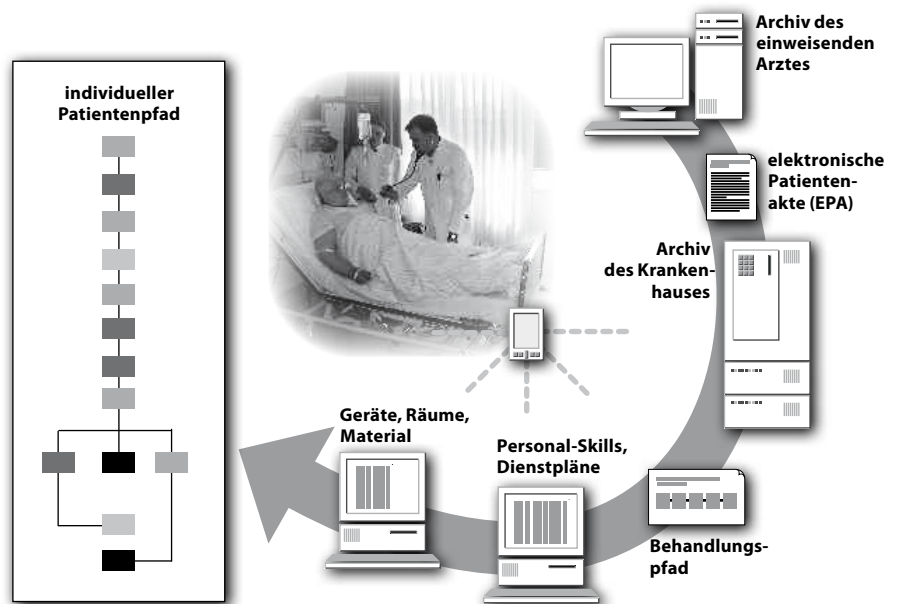 individueller
Patientenpfad
Archiv des
einweisenden
Arztes
elektronische
Patienten-
akte (EPA)
Archiv
des Kranken-
hauses
Behandlungs-
pfad
Personal-Skills,
Dienstpläne
Geräte, Räume,
Material